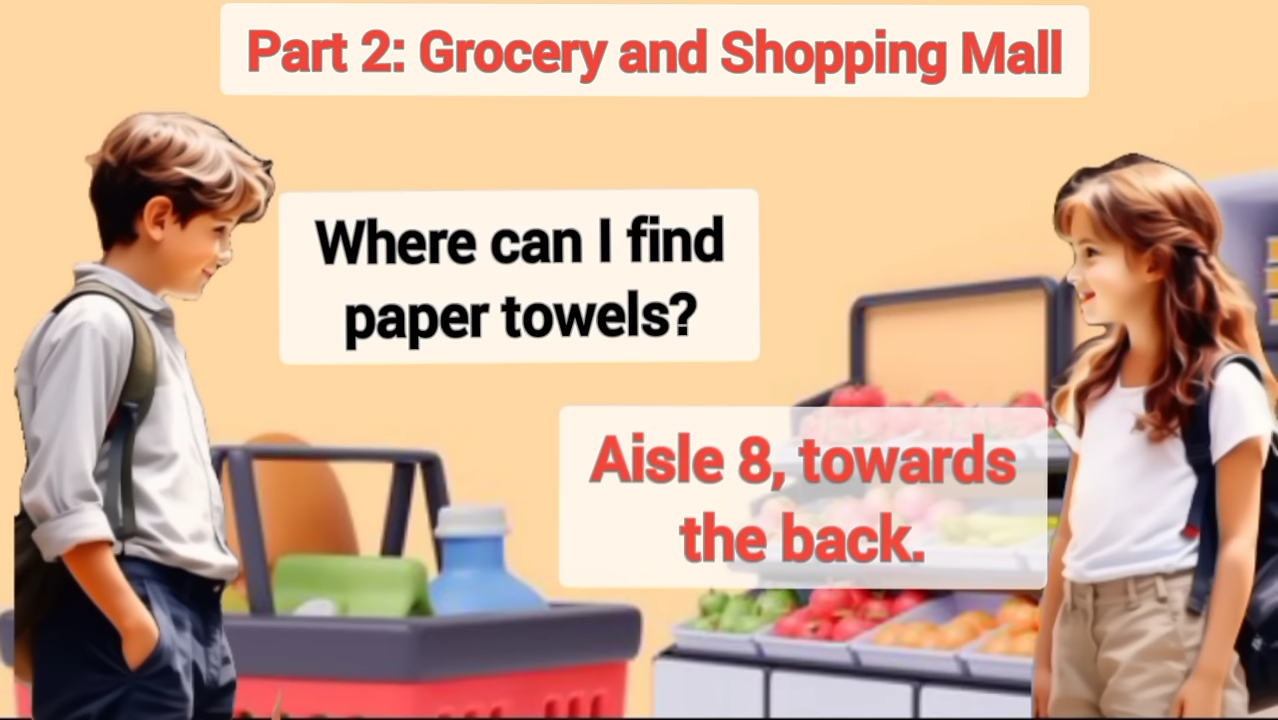 Part 2: Grocery and Shopping Mall
Where can I find
paper towels?
Aisle 8, towards
the back.